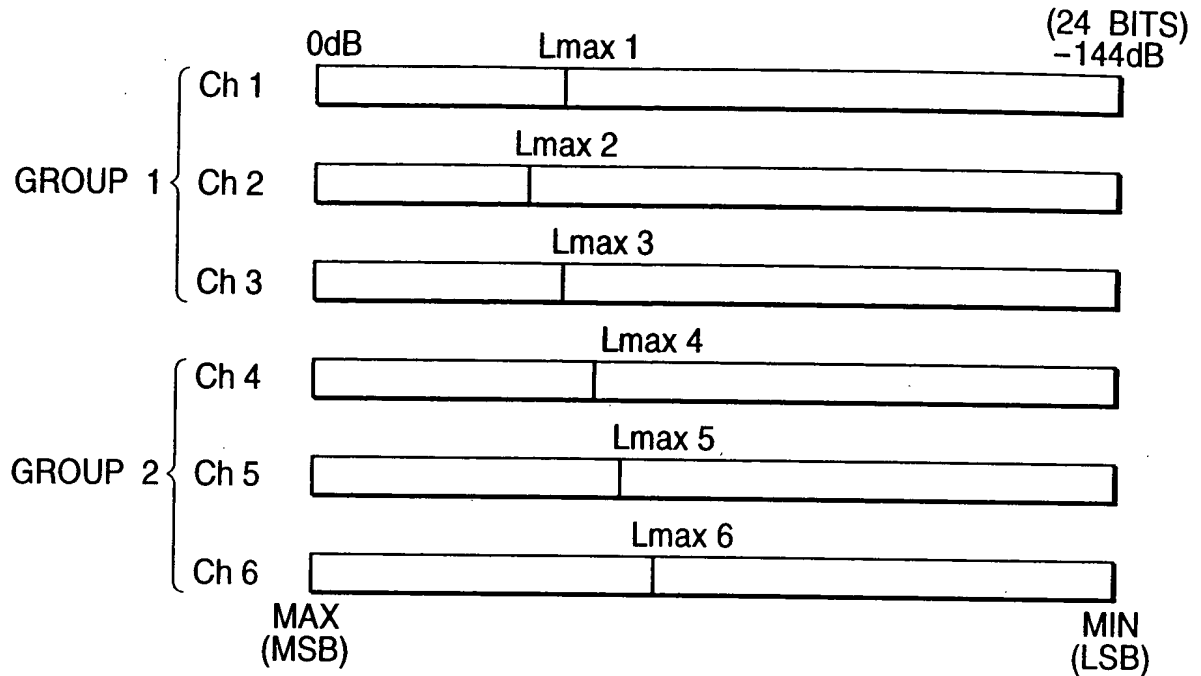 (24 BITS)
0dB Lmax 1 −144dB
Ch 1
Lmax 2
GROUP 1 Ch 2
Lmax 3
Ch 3
Lmax 4
Ch 4
Lmax 5
GROUP 2 Ch 5
Lmax 6
Ch 6
MAX MIN
(MSB) (LSB)